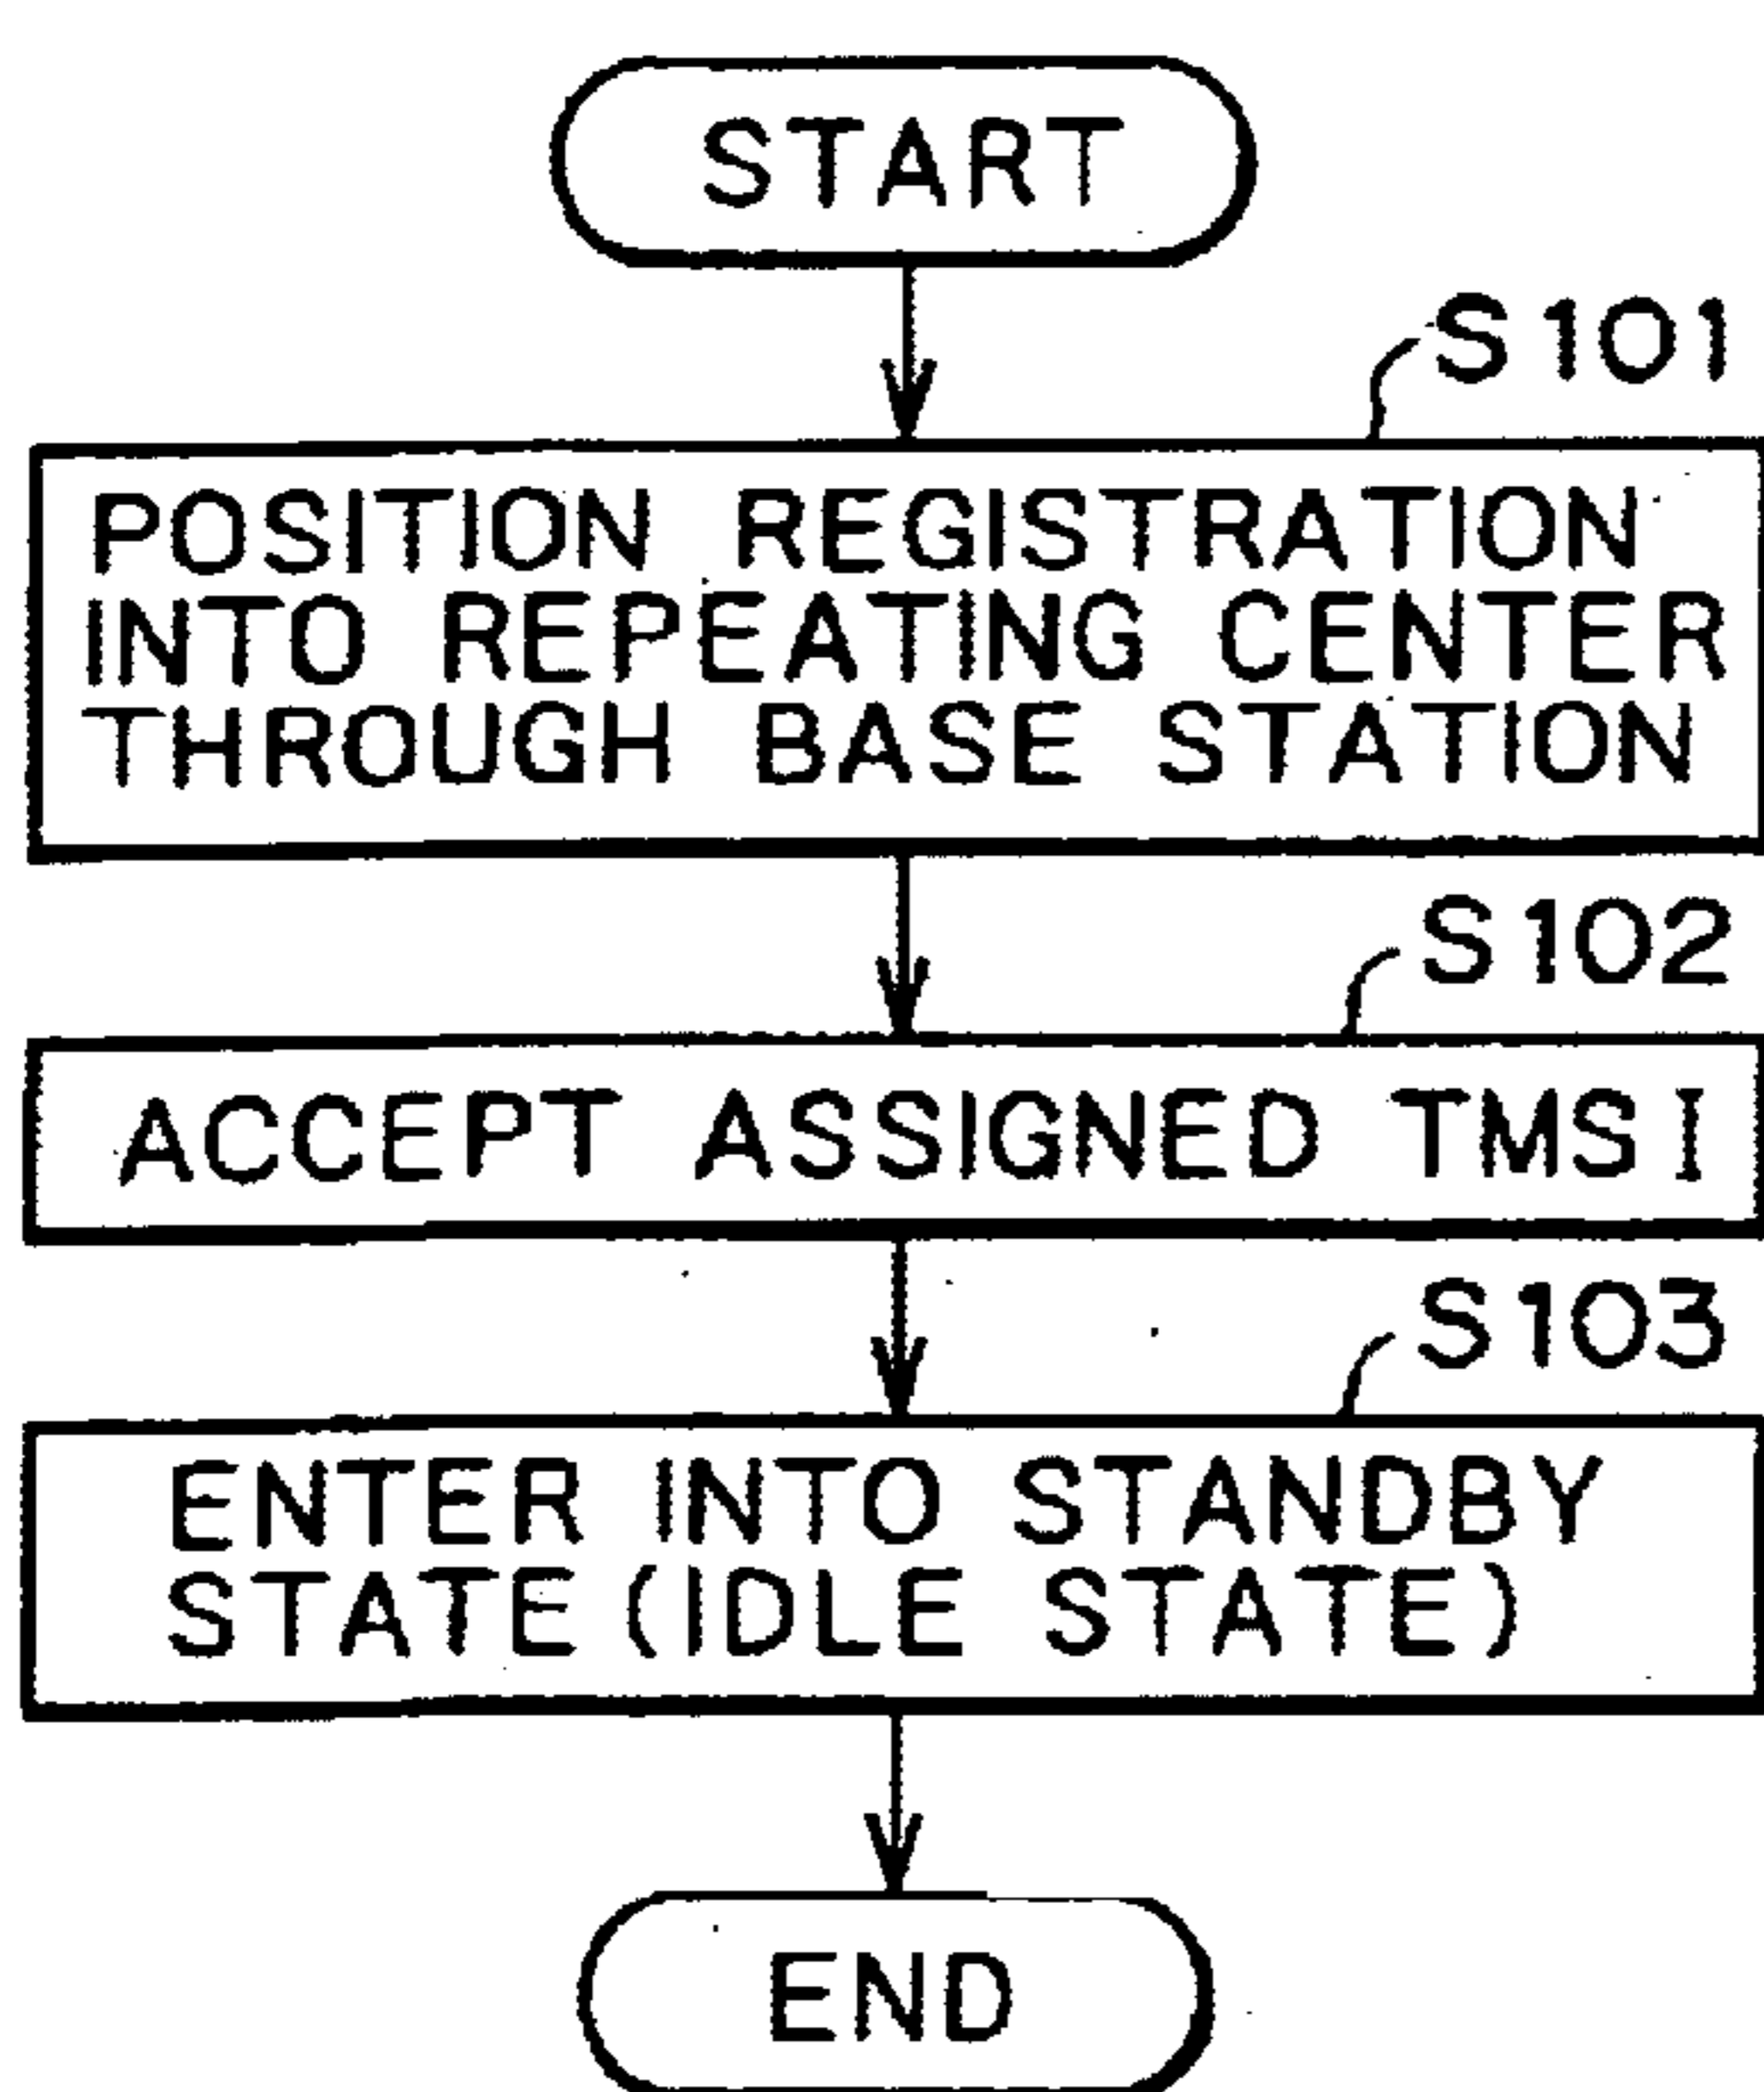 START
S101
POSITION REGISTRATION
INTO REPEATING CENTER
THROUGH BASE STATION
S102
ACCEPT ASSIGNED TMSI
S103
ENTER INTO STANDBY
STATE (IDLE STATE)
END